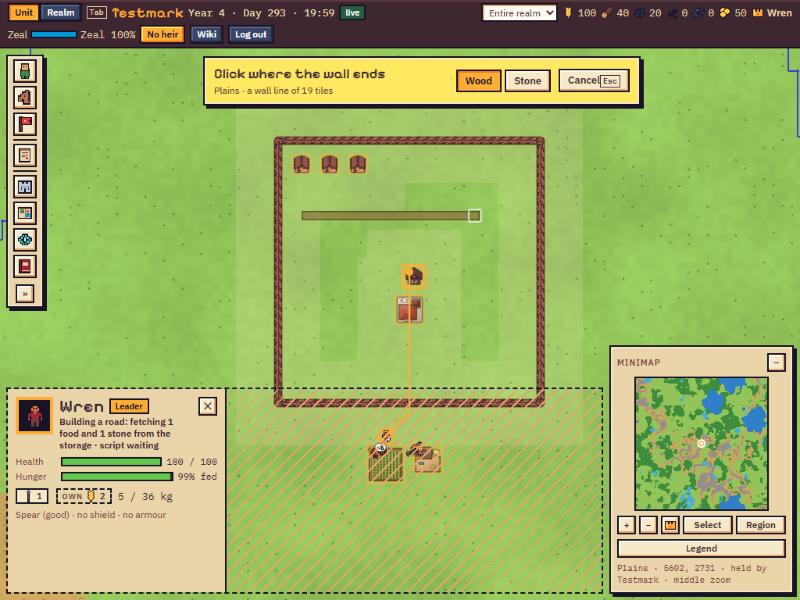 Unit Realm Tab Testmark Year 4 · Day 293 · 19:59 live Entire realm 100 40 20 0 0 50 Wren
Zeal Zeal 100% No heir Wiki Log out
Click where the wall ends
Plains · a wall line of 19 tiles
Wood Stone Cancel Esc
»
Wren Leader ×
Building a road: fetching 1
food and 1 stone from the
storage · script waiting
Health 100 / 100
Hunger 99% fed
1 OWN 2 5 / 36 kg
Spear (good) · no shield · no armour
MINIMAP −
+ − Select Region
Legend
Plains · 5602, 2731 · held by
Testmark · middle zoom